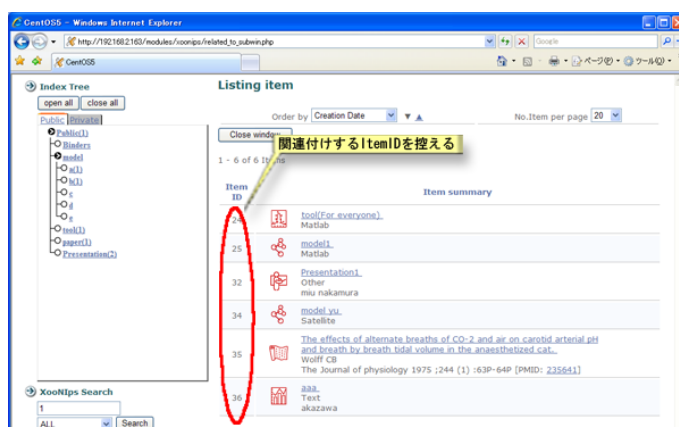 CentOS5 - Windows Internet Explorer
http://192.168.2.163/modules/xoonips/related_to_subwin.php
Google
CentOS5
ページ(P)
ツール(O)
Index Tree
open all close all
Public Private
Public(1)
Binders
model
a(1)
b(1)
c
d
e
tool(1)
paper(1)
Presentation(2)
XooNIps Search
1
ALL Search
Listing item
Order by Creation Date ▼ ▲ No.Item per page 20
Close window
関連付けするItemIDを控える
1 - 6 of 6 Items
Item ID Item summary
24 tool(For everyone)
Matlab
25 model1
Matlab
32 Presentation1
Other
miu nakamura
34 model yu
Satellite
35 The effects of alternate breaths of CO-2 and air on carotid arterial pH
and breath by breath tidal volume in the anaesthetized cat.
Wolff CB
The Journal of physiology 1975 ;244 (1) :63P-64P [PMID: 235641]
36 aaa
Text
akazawa